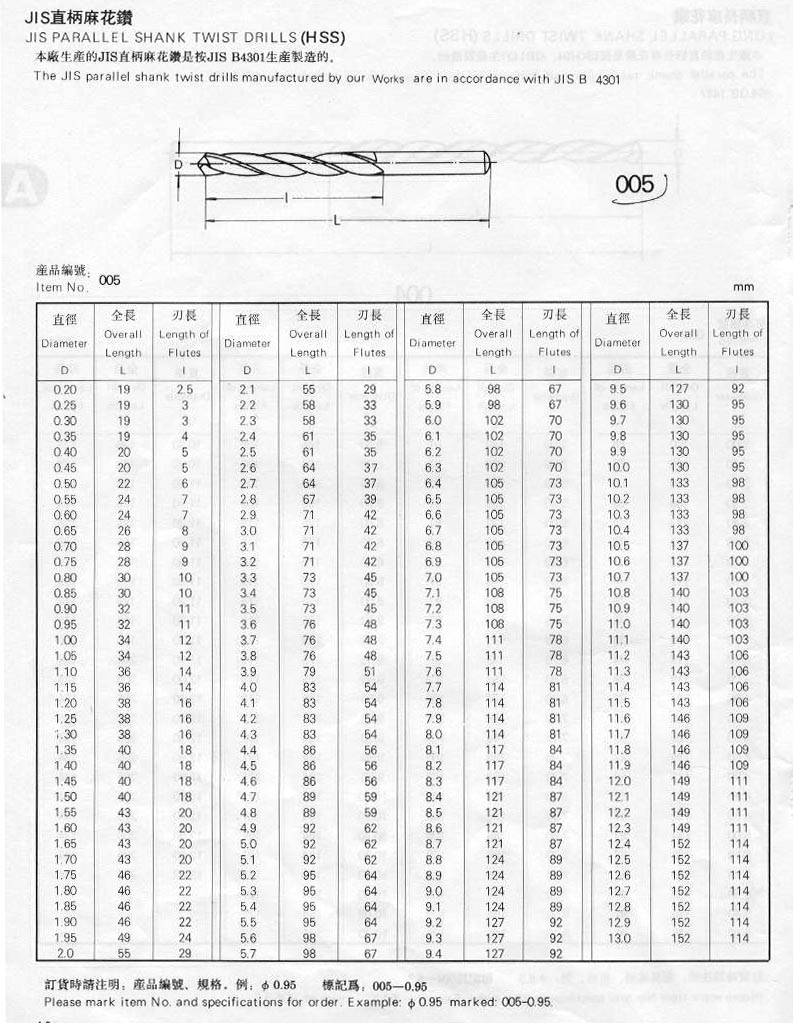 JIS直柄麻花鑽
JIS PARALLEL SHANK TWIST DRILLS (HSS)
本廠生産的JIS直柄麻花鑽是按JIS B4301生産製造的。
The JIS parallel shank twist drills manufactured by our Works are in accordance with JIS B 4301
D
l
L
005
産品編號:
Item No. 005
mm
直徑 全長 刃長 直徑 全長 刃長 直徑 全長 刃長 直徑 全長 刃長
Diameter Overall Length Length of Flutes Diameter Overall Length Length of Flutes Diameter Overall Length Length of Flutes Diameter Overall Length Length of Flutes
D L l D L l D L l D L l
0.20 19 2.5 2.1 55 29 5.8 98 67 9.5 127 92
0.25 19 3 2.2 58 33 5.9 98 67 9.6 130 95
0.30 19 3 2.3 58 33 6.0 102 70 9.7 130 95
0.35 19 4 2.4 61 35 6.1 102 70 9.8 130 95
0.40 20 5 2.5 61 35 6.2 102 70 9.9 130 95
0.45 20 5 2.6 64 37 6.3 102 70 10.0 130 95
0.50 22 6 2.7 64 37 6.4 105 73 10.1 133 98
0.55 24 7 2.8 67 39 6.5 105 73 10.2 133 98
0.60 24 7 2.9 71 42 6.6 105 73 10.3 133 98
0.65 26 8 3.0 71 42 6.7 105 73 10.4 133 98
0.70 28 9 3.1 71 42 6.8 105 73 10.5 137 100
0.75 28 9 3.2 71 42 6.9 105 73 10.6 137 100
0.80 30 10 3.3 73 45 7.0 105 73 10.7 137 100
0.85 30 10 3.4 73 45 7.1 108 75 10.8 140 103
0.90 32 11 3.5 73 45 7.2 108 75 10.9 140 103
0.95 32 11 3.6 76 48 7.3 108 75 11.0 140 103
1.00 34 12 3.7 76 48 7.4 111 78 11.1 140 103
1.05 34 12 3.8 76 48 7.5 111 78 11.2 143 106
1.10 36 14 3.9 79 51 7.6 111 78 11.3 143 106
1.15 36 14 4.0 83 54 7.7 114 81 11.4 143 106
1.20 38 16 4.1 83 54 7.8 114 81 11.5 143 106
1.25 38 16 4.2 83 54 7.9 114 81 11.6 146 109
1.30 38 16 4.3 83 54 8.0 114 81 11.7 146 109
1.35 40 18 4.4 86 56 8.1 117 84 11.8 146 109
1.40 40 18 4.5 86 56 8.2 117 84 11.9 146 109
1.45 40 18 4.6 86 56 8.3 117 84 12.0 149 111
1.50 40 18 4.7 89 59 8.4 121 87 12.1 149 111
1.55 43 20 4.8 89 59 8.5 121 87 12.2 149 111
1.60 43 20 4.9 92 62 8.6 121 87 12.3 149 111
1.65 43 20 5.0 92 62 8.7 121 87 12.4 152 114
1.70 43 20 5.1 92 62 8.8 124 89 12.5 152 114
1.75 46 22 5.2 95 64 8.9 124 89 12.6 152 114
1.80 46 22 5.3 95 64 9.0 124 89 12.7 152 114
1.85 46 22 5.4 95 64 9.1 124 89 12.8 152 114
1.90 46 22 5.5 95 64 9.2 127 92 12.9 152 114
1.95 49 24 5.6 98 67 9.3 127 92 13.0 152 114
2.0 55 29 5.7 98 67 9.4 127 92
訂貨時請注明: 産品編號、規格。例: ϕ 0.95 標記爲: 005—0.95
Please mark item No. and specifications for order. Example: ϕ 0.95 marked: 005-0.95.